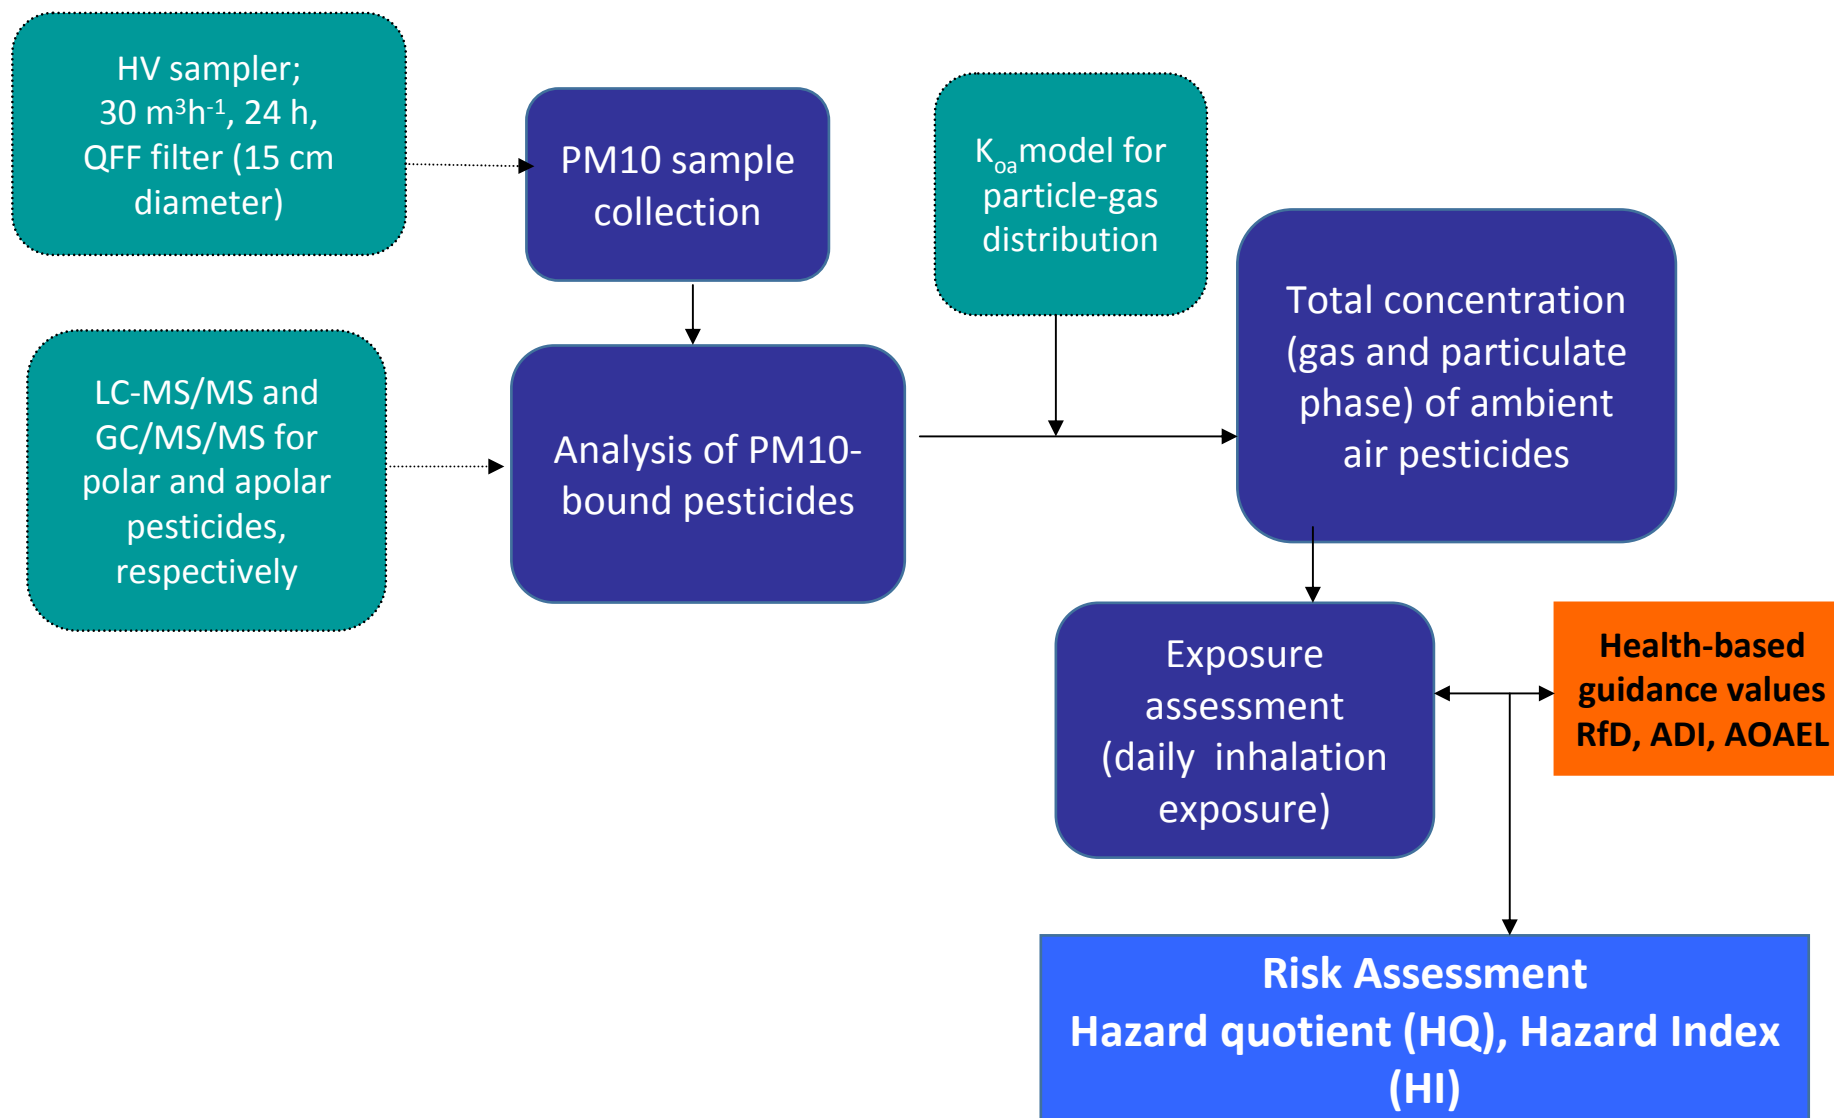 HV sampler;
30 m³h⁻¹, 24 h,
QFF filter (15 cm
diameter)
PM10 sample
collection
Koa model for
particle-gas
distribution
Total concentration
(gas and particulate
phase) of ambient
air pesticides
LC-MS/MS and
GC/MS/MS for
polar and apolar
pesticides,
respectively
Analysis of PM10-
bound pesticides
Exposure
assessment
(daily inhalation
exposure)
Health-based
guidance values
RfD, ADI, AOAEL
Risk Assessment
Hazard quotient (HQ), Hazard Index
(HI)